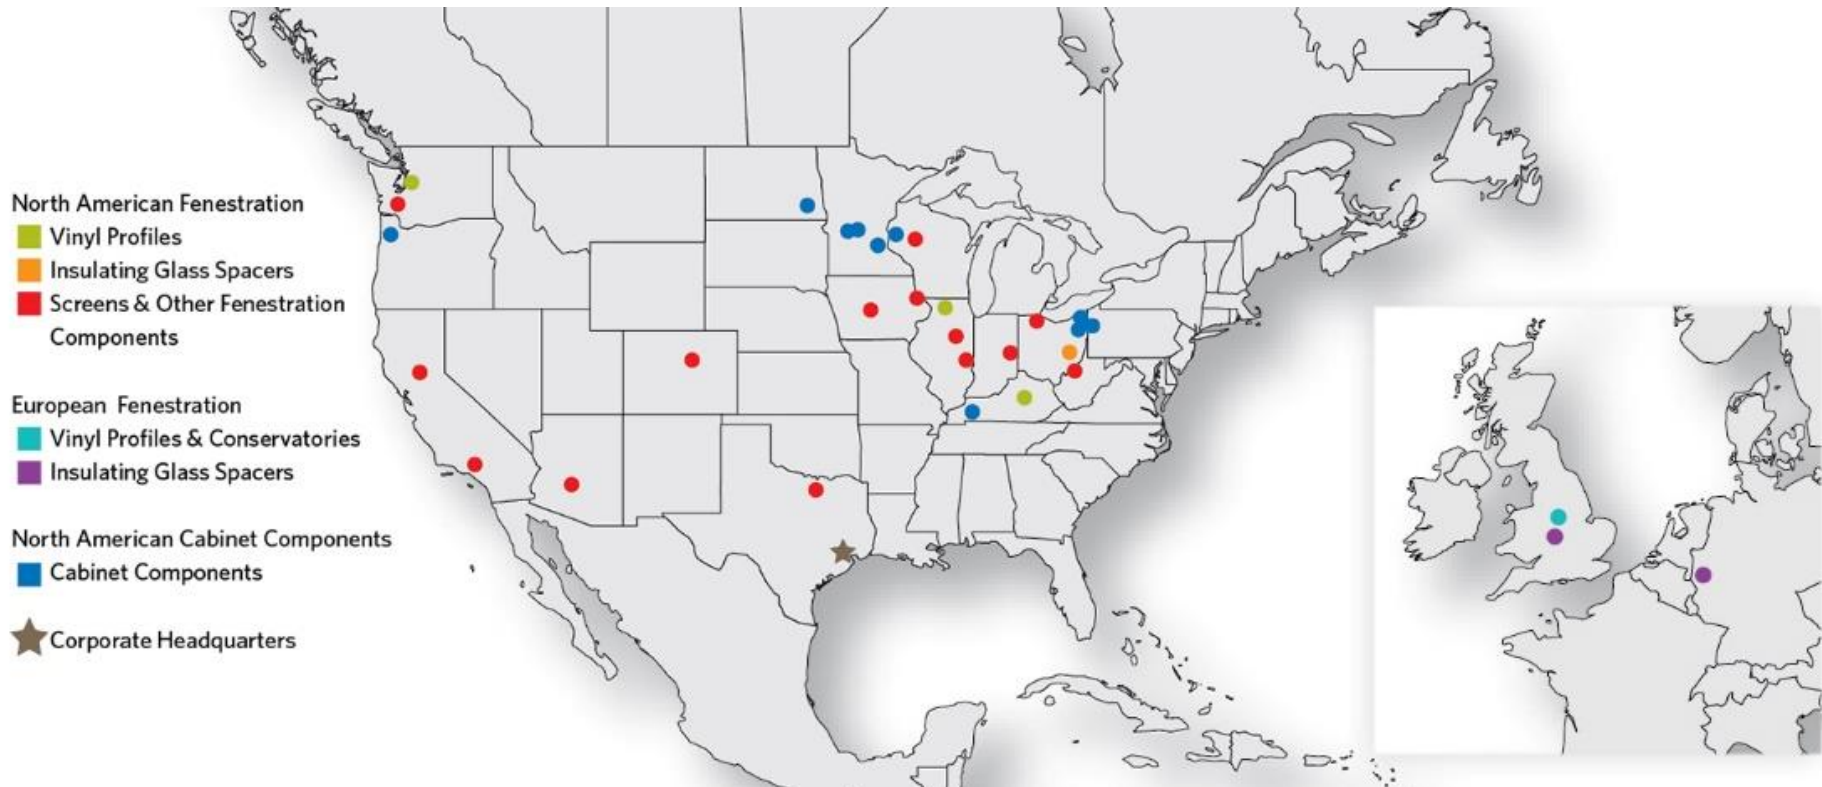 North American Fenestration
Vinyl Profiles
Insulating Glass Spacers
Screens & Other Fenestration
Components
European Fenestration
Vinyl Profiles & Conservatories
Insulating Glass Spacers
North American Cabinet Components
Cabinet Components
Corporate Headquarters